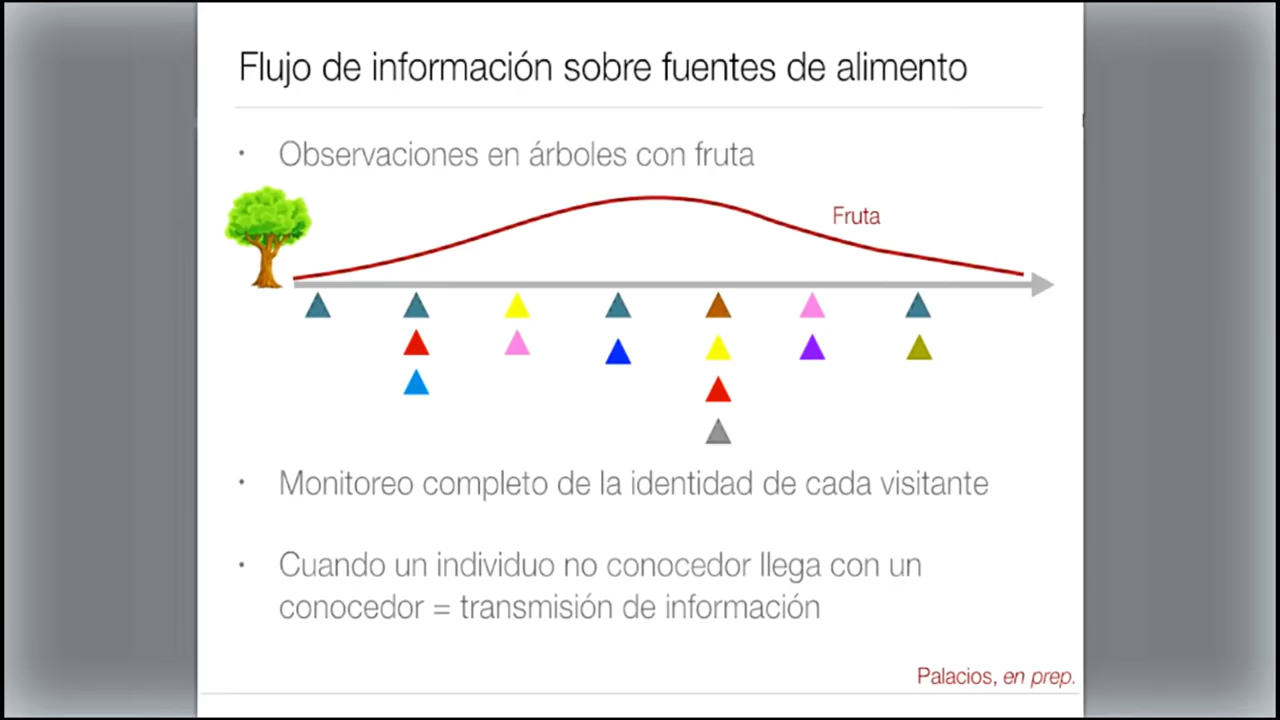 Flujo de información sobre fuentes de alimento
• Observaciones en árboles con fruta
Fruta
• Monitoreo completo de la identidad de cada visitante
• Cuando un individuo no conocedor llega con un
conocedor = transmisión de información
Palacios, en prep.